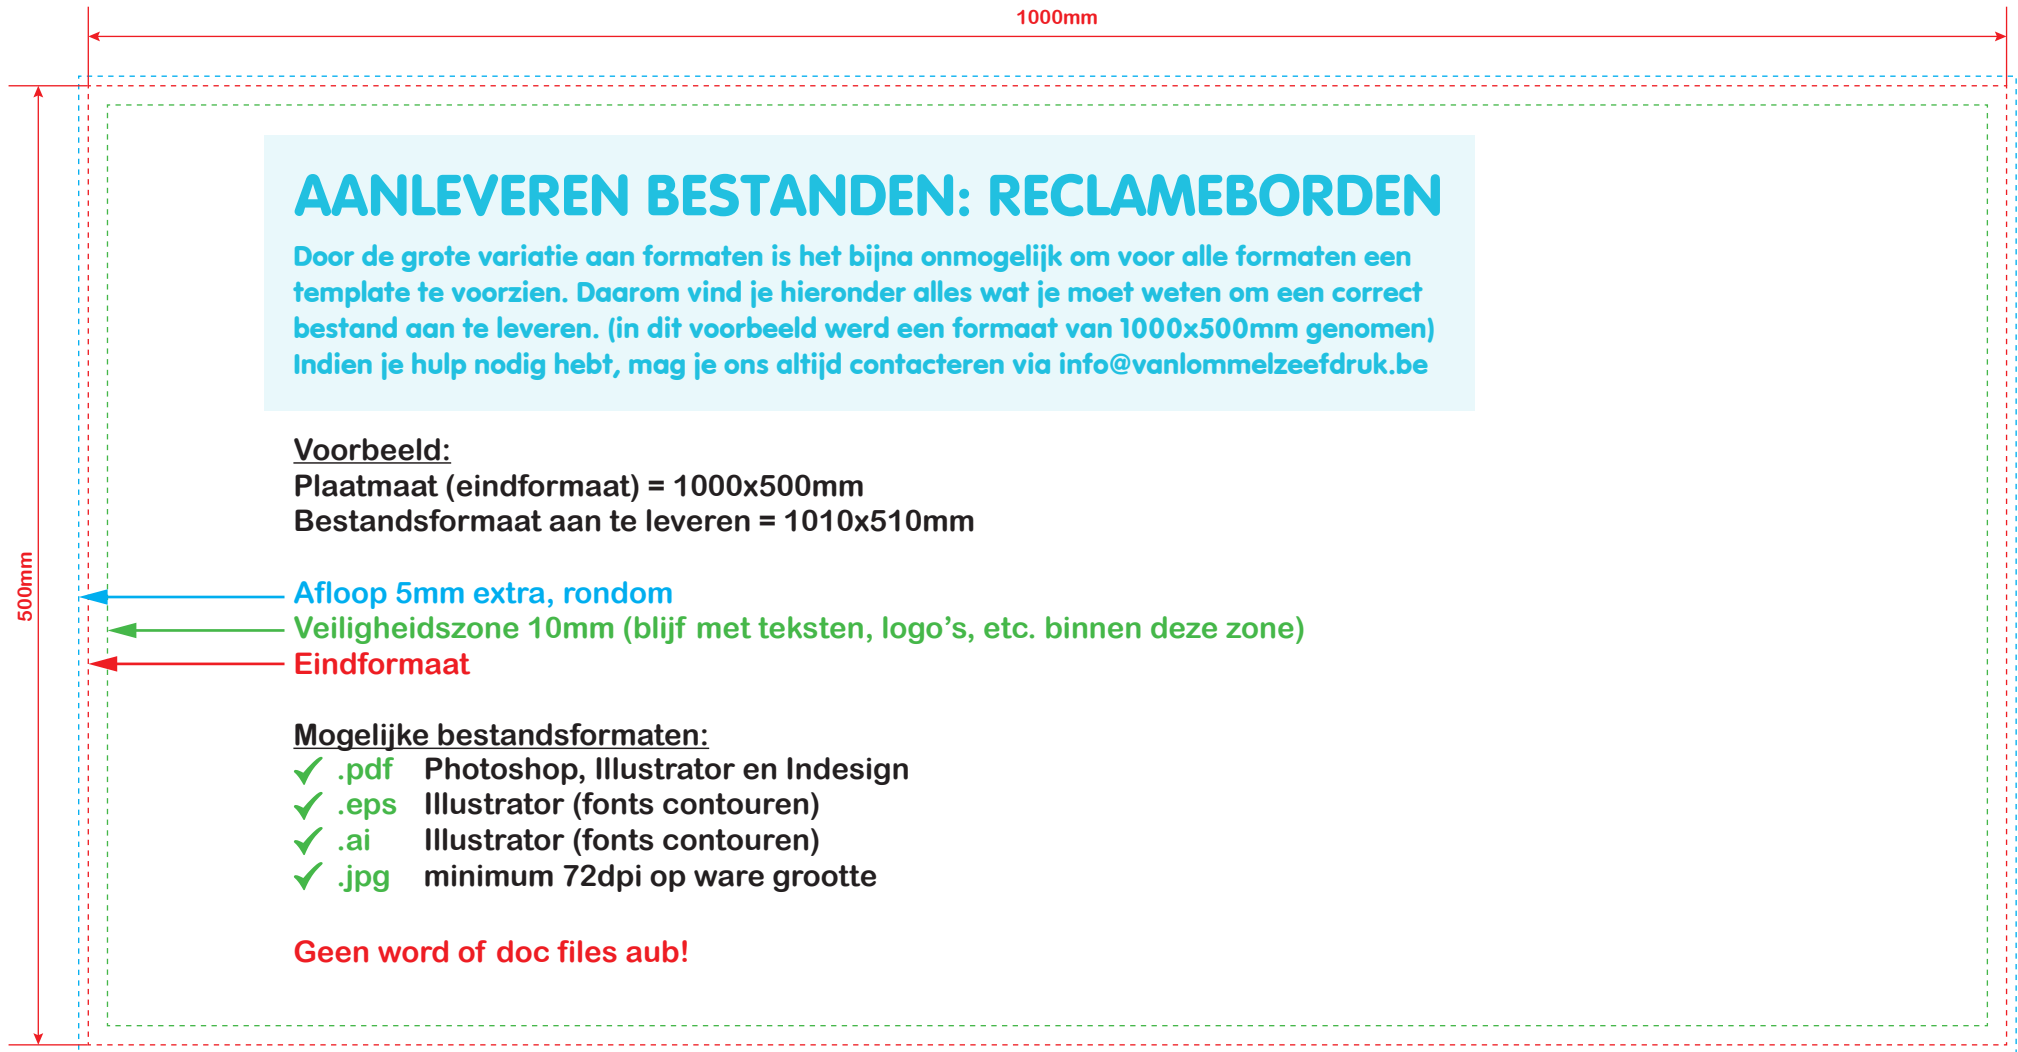 1000mm
AANLEVEREN BESTANDEN: RECLAMEBORDEN
Door de grote variatie aan formaten is het bijna onmogelijk om voor alle formaten een
template te voorzien. Daarom vind je hieronder alles wat je moet weten om een correct
bestand aan te leveren. (in dit voorbeeld werd een formaat van 1000x500mm genomen)
Indien je hulp nodig hebt, mag je ons altijd contacteren via info@vanlommelzeefdruk.be
Voorbeeld:
Plaatmaat (eindformaat) = 1000x500mm
Bestandsformaat aan te leveren = 1010x510mm
500mm
Afloop 5mm extra, rondom
Veiligheidszone 10mm (blijf met teksten, logo’s, etc. binnen deze zone)
Eindformaat
Mogelijke bestandsformaten:
.pdf Photoshop, Illustrator en Indesign
.eps Illustrator (fonts contouren)
.ai Illustrator (fonts contouren)
.jpg minimum 72dpi op ware grootte
Geen word of doc files aub!